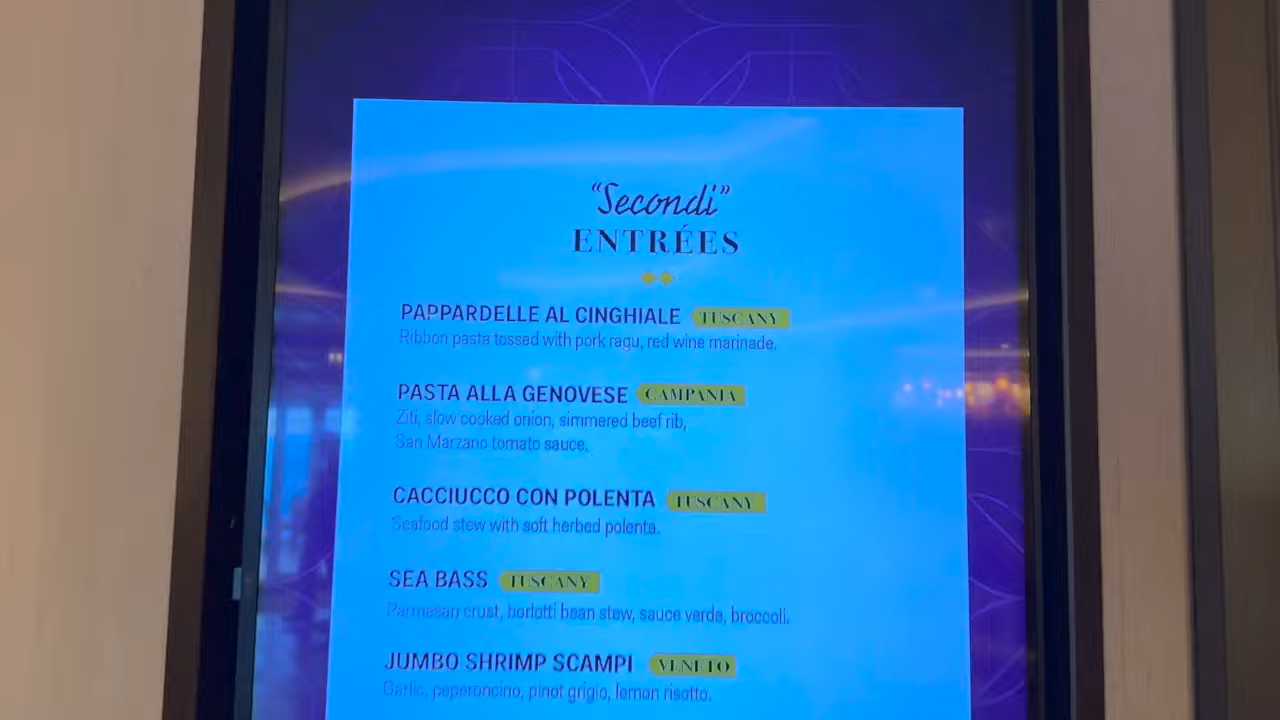 “Secondi”
ENTRÉES
PAPPARDELLE AL CINGHIALE TUSCANY
Ribbon pasta tossed with pork ragu, red wine marinade.
PASTA ALLA GENOVESE CAMPANIA
Ziti, slow cooked onion, simmered beef rib,
San Marzano tomato sauce.
CACCIUCCO CON POLENTA TUSCANY
Seafood stew with soft herbed polenta.
SEA BASS TUSCANY
Parmesan crust, borlotti bean stew, sauce verde, broccoli.
JUMBO SHRIMP SCAMPI VENETO
Garlic, peperoncino, pinot grigio, lemon risotto.